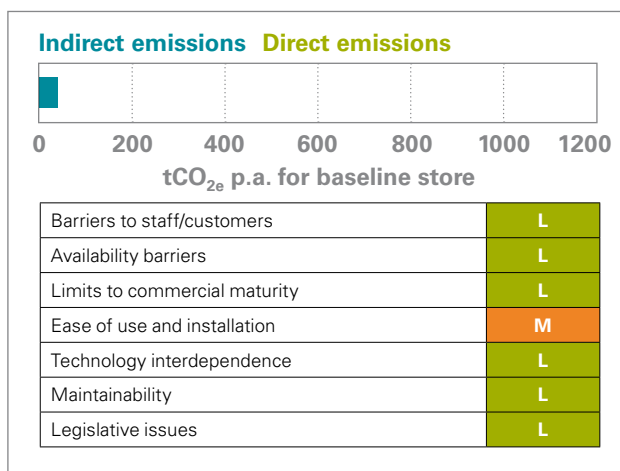 Indirect emissions Direct emissions
0 200 400 600 800 1000 1200
tCO2e p.a. for baseline store
Barriers to staff/customers L
Availability barriers L
Limits to commercial maturity L
Ease of use and installation M
Technology interdependence L
Maintainability L
Legislative issues L